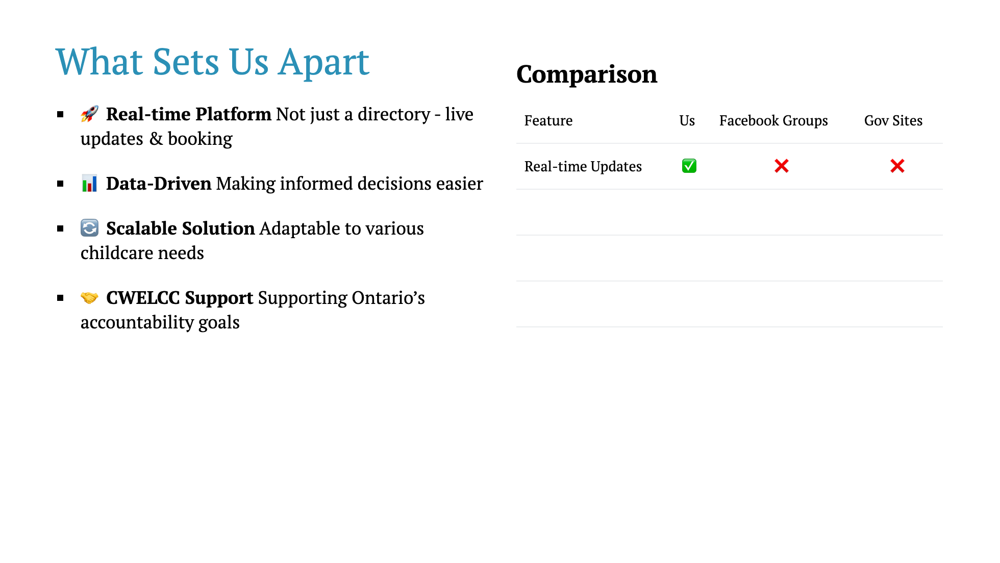 What Sets Us Apart
🚀 Real-time Platform Not just a directory - live
updates & booking
📊 Data-Driven Making informed decisions easier
🔄 Scalable Solution Adaptable to various
childcare needs
🤝 CWELCC Support Supporting Ontario’s
accountability goals
Comparison
Feature Us Facebook Groups Gov Sites
Real-time Updates ✅ ❌ ❌